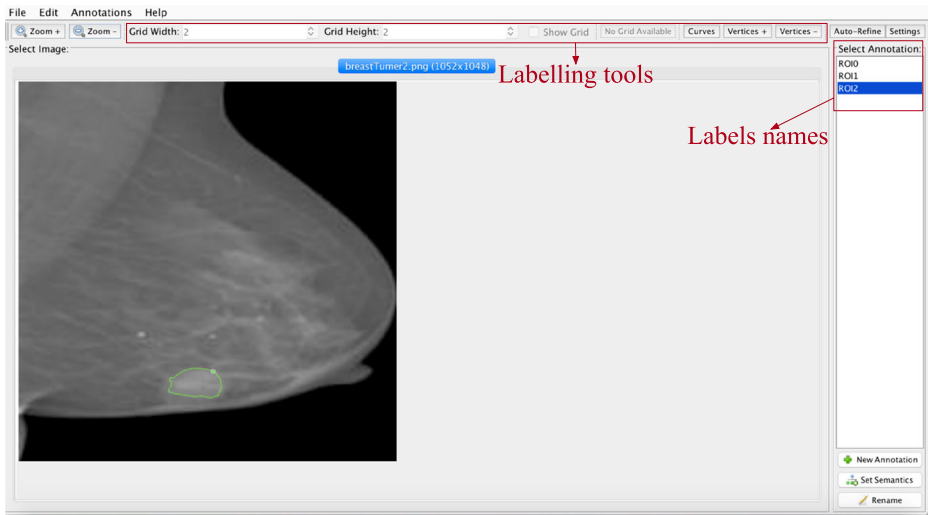 File Edit Annotations Help
Zoom + Zoom - Grid Width: 2 Grid Height: 2 Show Grid No Grid Available Curves Vertices + Vertices - Auto-Refine Settings
Select Image: Select Annotation:
breastTumer2.png (1052x1048)
Labelling tools
ROI0
ROI1
ROI2
Labels names
New Annotation
Set Semantics
Rename